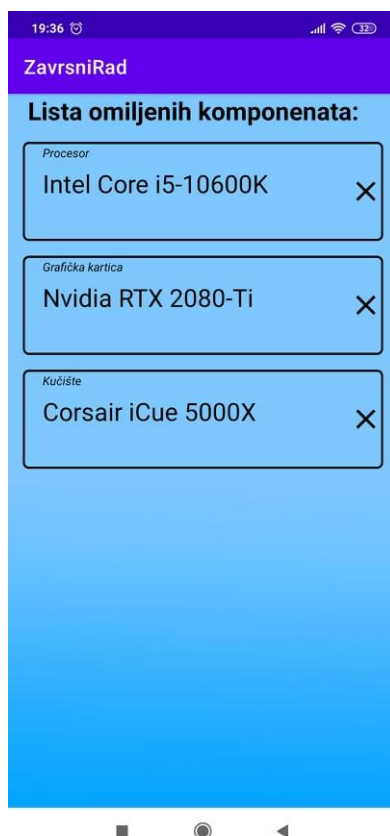 19:36
32
ZavrsniRad
Lista omiljenih komponenata:
Procesor
Intel Core i5-10600K
Grafička kartica
Nvidia RTX 2080-Ti
Kučište
Corsair iCue 5000X